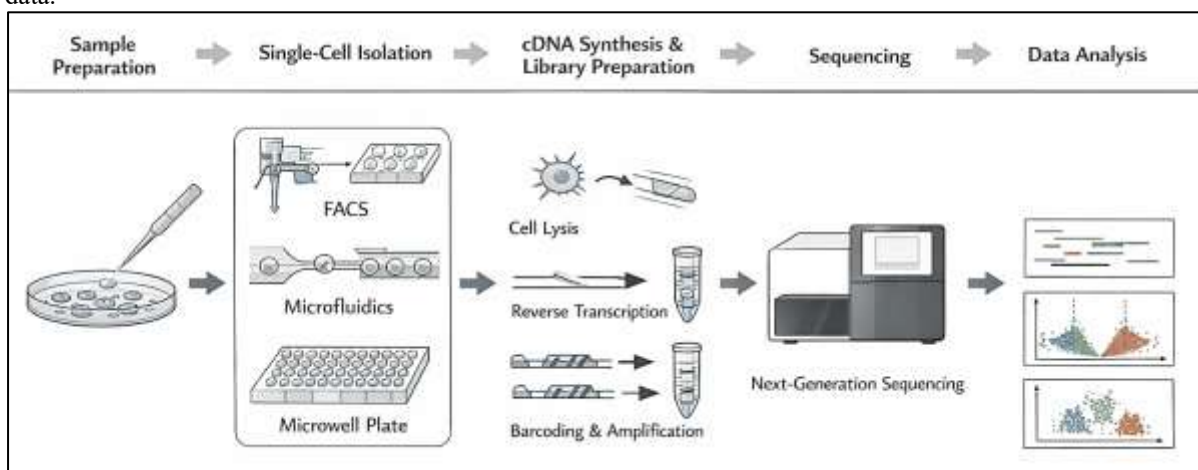 data.
Sample
Preparation
Single-Cell Isolation
cDNA Synthesis &
Library Preparation
Sequencing
Data Analysis
FACS
Microfluidics
Microwell Plate
Cell Lysis
Reverse Transcription
Barcoding & Amplification
Next-Generation Sequencing